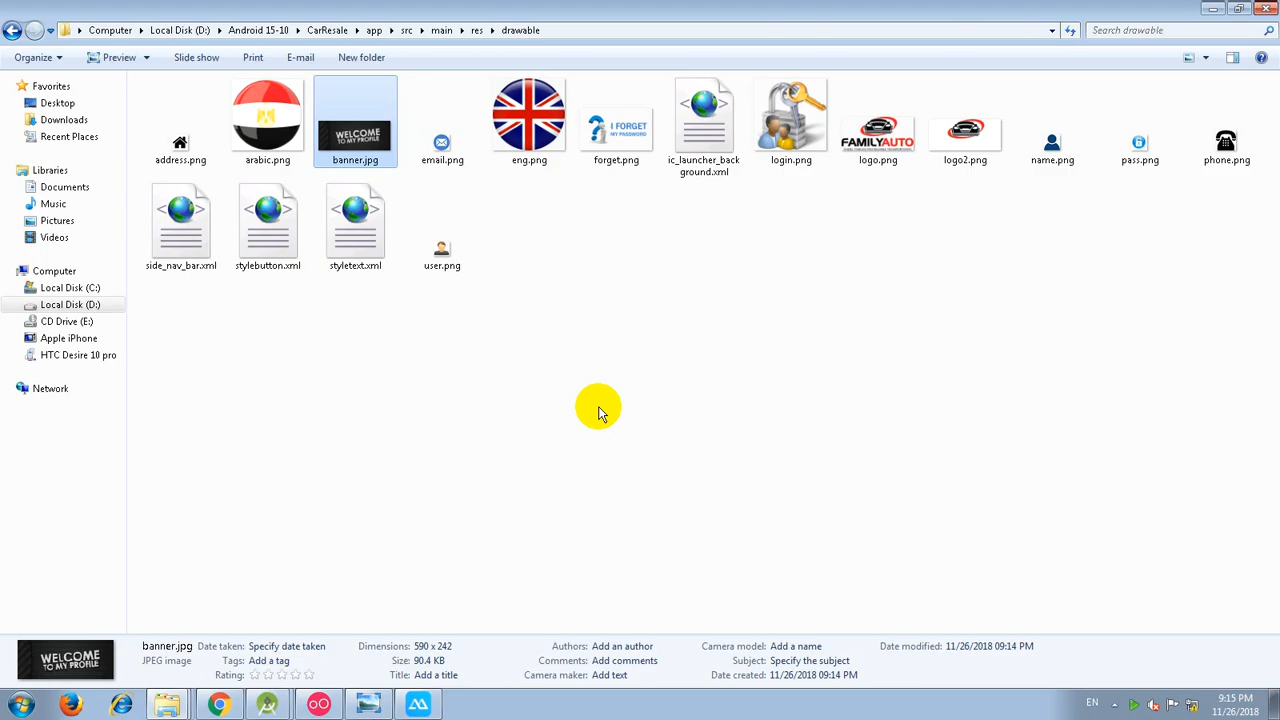 Computer ▸ Local Disk (D:) ▸ Android 15-10 ▸ CarResale ▸ app ▸ src ▸ main ▸ res ▸ drawable
Search drawable
Organize Preview Slide show Print E-mail New folder
Favorites
Desktop
Downloads
Recent Places
Libraries
Documents
Music
Pictures
Videos
Computer
Local Disk (C:)
Local Disk (D:)
CD Drive (E:)
Apple iPhone
HTC Desire 10 pro
Network
WELCOME
TO MY PROFILE
I FORGET
MY PASSWORD
FAMILYAUTO
address.png arabic.png banner.jpg email.png eng.png forget.png ic_launcher_back login.png logo.png logo2.png name.png pass.png phone.png
ground.xml
side_nav_bar.xml stylebutton.xml styletext.xml user.png
WELCOME
TO MY PROFILE
banner.jpg Date taken: Specify date taken Dimensions: 590 x 242 Authors: Add an author Camera model: Add a name Date modified: 11/26/2018 09:14 PM
JPEG image Tags: Add a tag Size: 90.4 KB Comments: Add comments Subject: Specify the subject
Rating: Title: Add a title Camera maker: Add text Date created: 11/26/2018 09:14 PM
EN
9:15 PM
11/26/2018